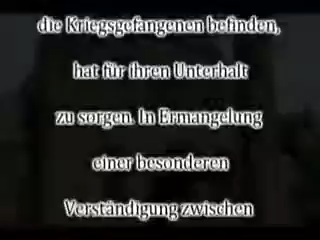 die Kriegsgefangenen befinden,
hat für ihren Unterhalt
zu sorgen. In Ermangelung
einer besonderen
Verständigung zwischen